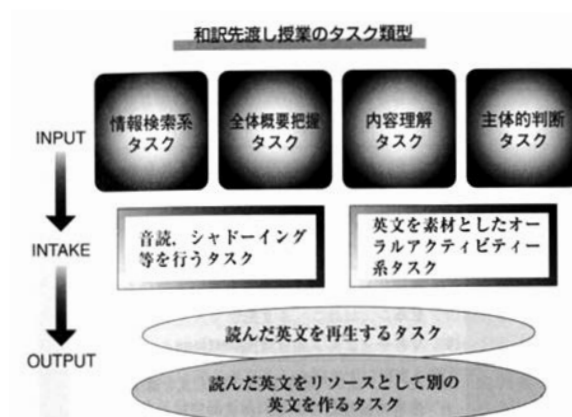 和訳先渡し授業のタスク類型
INPUT
情報検索系
タスク
全体概要把握
タスク
内容理解
タスク
主体的判断
タスク
INTAKE
音読，シャドーイング
等を行うタスク
英文を素材としたオー
ラルアクティビティー
系タスク
OUTPUT
読んだ英文を再生するタスク
読んだ英文をリソースとして別の
英文を作るタスク